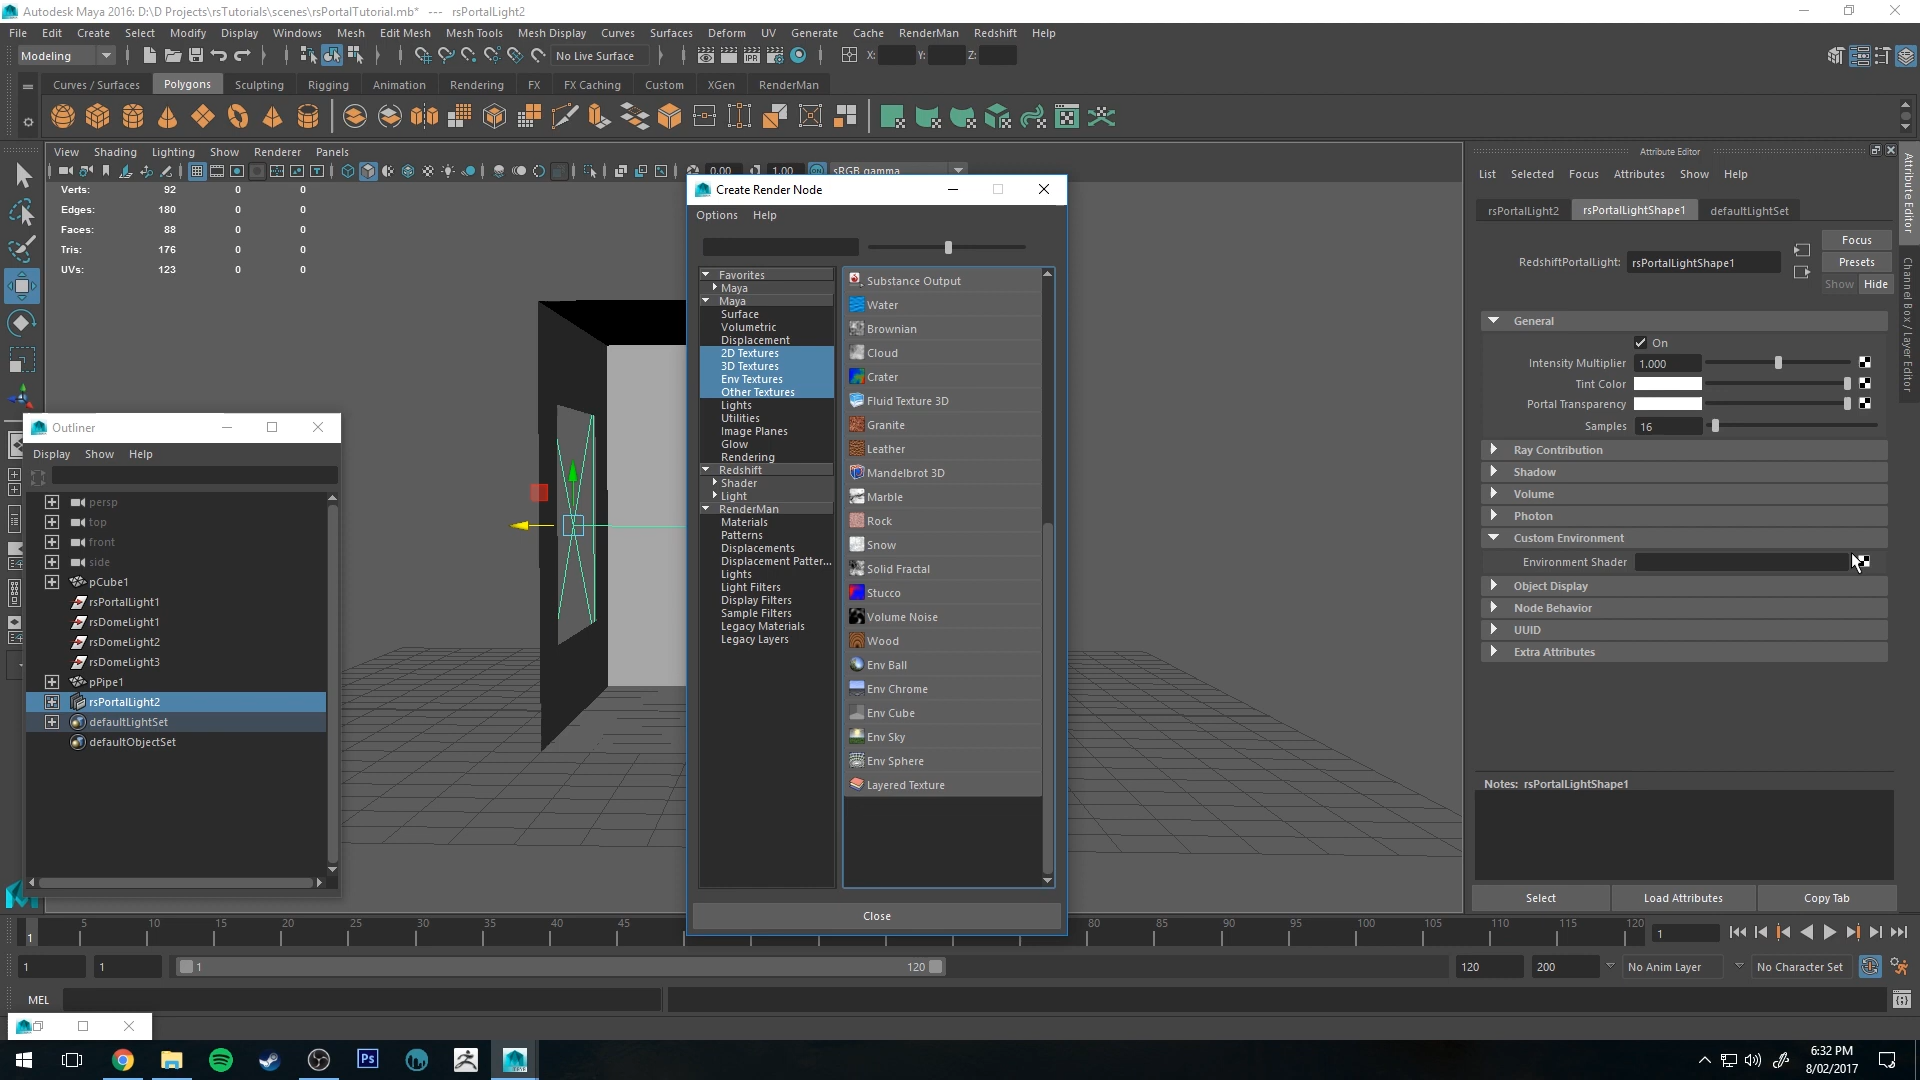 Autodesk Maya 2016: D:\D Projects\rsTutorials\scenes\rsPortalTutorial.mb* --- rsPortalLight2
File Edit Create Select Modify Display Windows Mesh Edit Mesh Mesh Tools Mesh Display Curves Surfaces Deform UV Generate Cache RenderMan Redshift Help
Modeling No Live Surface X: Y: Z:
Curves / Surfaces Polygons Sculpting Rigging Animation Rendering FX FX Caching Custom XGen RenderMan
View Shading Lighting Show Renderer Panels
0.00 1.00 sRGB gamma
Verts: 92 0 0
Edges: 180 0 0
Faces: 88 0 0
Tris: 176 0 0
UVs: 123 0 0
Outliner
Display Show Help
persp
top
front
side
pCube1
rsPortalLight1
rsDomeLight1
rsDomeLight2
rsDomeLight3
pPipe1
rsPortalLight2
defaultLightSet
defaultObjectSet
Create Render Node
Options Help
Favorites
Maya
Maya
Surface
Volumetric
Displacement
2D Textures
3D Textures
Env Textures
Other Textures
Lights
Utilities
Image Planes
Glow
Rendering
Redshift
Shader
Light
RenderMan
Materials
Patterns
Displacements
Displacement Patter...
Lights
Light Filters
Display Filters
Sample Filters
Legacy Materials
Legacy Layers
Substance Output
Water
Brownian
Cloud
Crater
Fluid Texture 3D
Granite
Leather
Mandelbrot 3D
Marble
Rock
Snow
Solid Fractal
Stucco
Volume Noise
Wood
Env Ball
Env Chrome
Env Cube
Env Sky
Env Sphere
Layered Texture
Close
Attribute Editor
List Selected Focus Attributes Show Help
rsPortalLight2 rsPortalLightShape1 defaultLightSet
RedshiftPortalLight: rsPortalLightShape1
Focus
Presets
Show Hide
General
On
Intensity Multiplier 1.000
Tint Color
Portal Transparency
Samples 16
Ray Contribution
Shadow
Volume
Photon
Custom Environment
Environment Shader
Object Display
Node Behavior
UUID
Extra Attributes
Notes: rsPortalLightShape1
Select Load Attributes Copy Tab
Attribute Editor
Channel Box / Layer Editor
1 5 10 15 20 25 30 35 40 45 80 85 90 95 100 105 110 115 120 1
1 1 1 120 120 200 No Anim Layer No Character Set
MEL
Ps
6:32 PM
8/02/2017